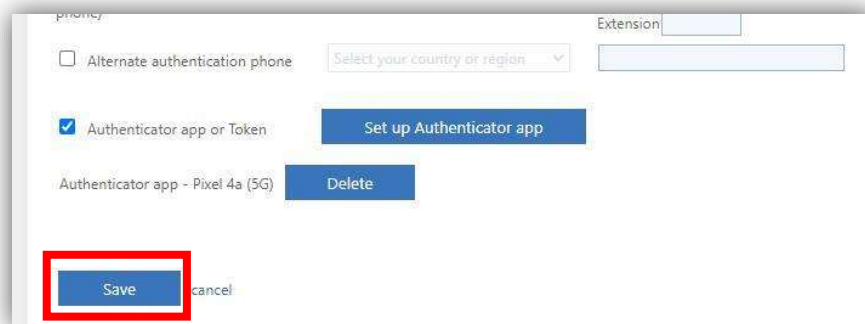 phone)
Extension
Alternate authentication phone Select your country or region
Authenticator app or Token Set up Authenticator app
Authenticator app - Pixel 4a (5G) Delete
Save cancel